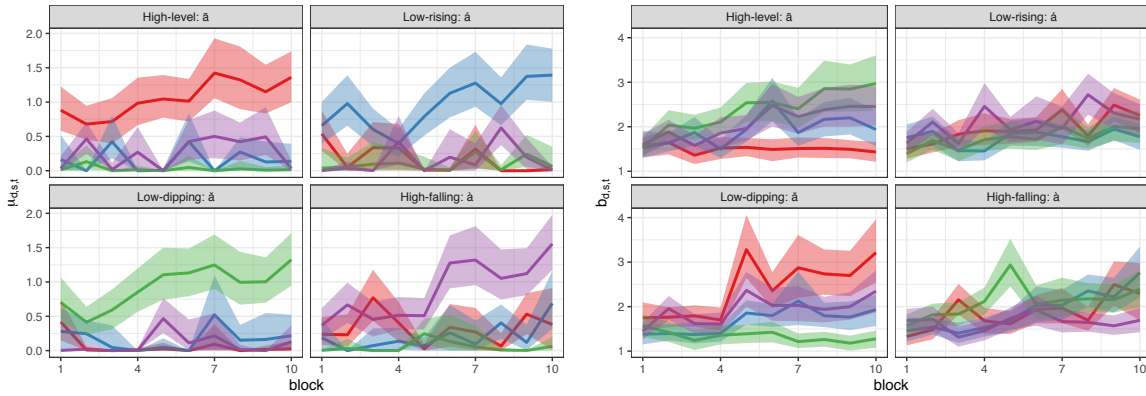 High-level: ā
Low-rising: á
2.0
1.5
1.0
0.5
0.0
Low-dipping: ǎ
High-falling: à
2.0
1.5
1.0
0.5
0.0
1 4 7 10 1 4 7 10
block
μd,s,t
High-level: ā
Low-rising: á
4
3
2
1
Low-dipping: ǎ
High-falling: à
4
3
2
1
1 4 7 10 1 4 7 10
block
bd,s,t